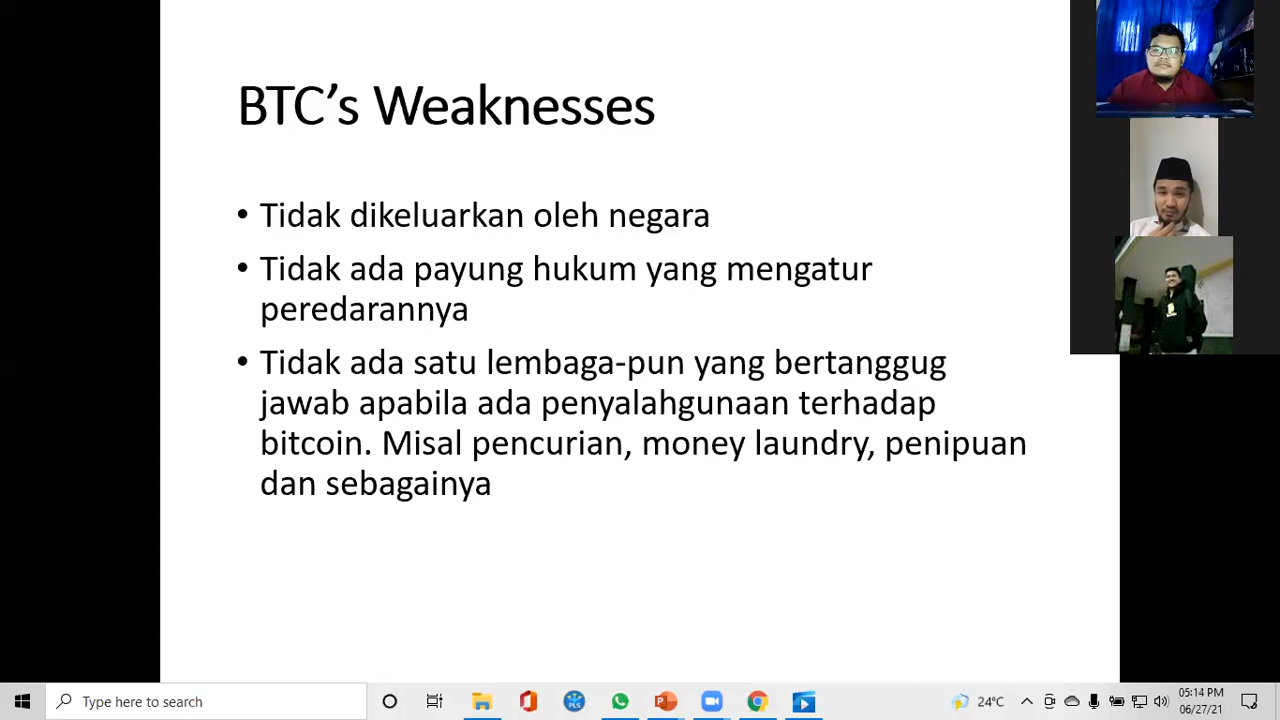 BTC’s Weaknesses
• Tidak dikeluarkan oleh negara
• Tidak ada payung hukum yang mengatur
peredarannya
• Tidak ada satu lembaga-pun yang bertanggug
jawab apabila ada penyalahgunaan terhadap
bitcoin. Misal pencurian, money laundry, penipuan
dan sebagainya
Type here to search
PLS
24°C
05:14 PM
06/27/21